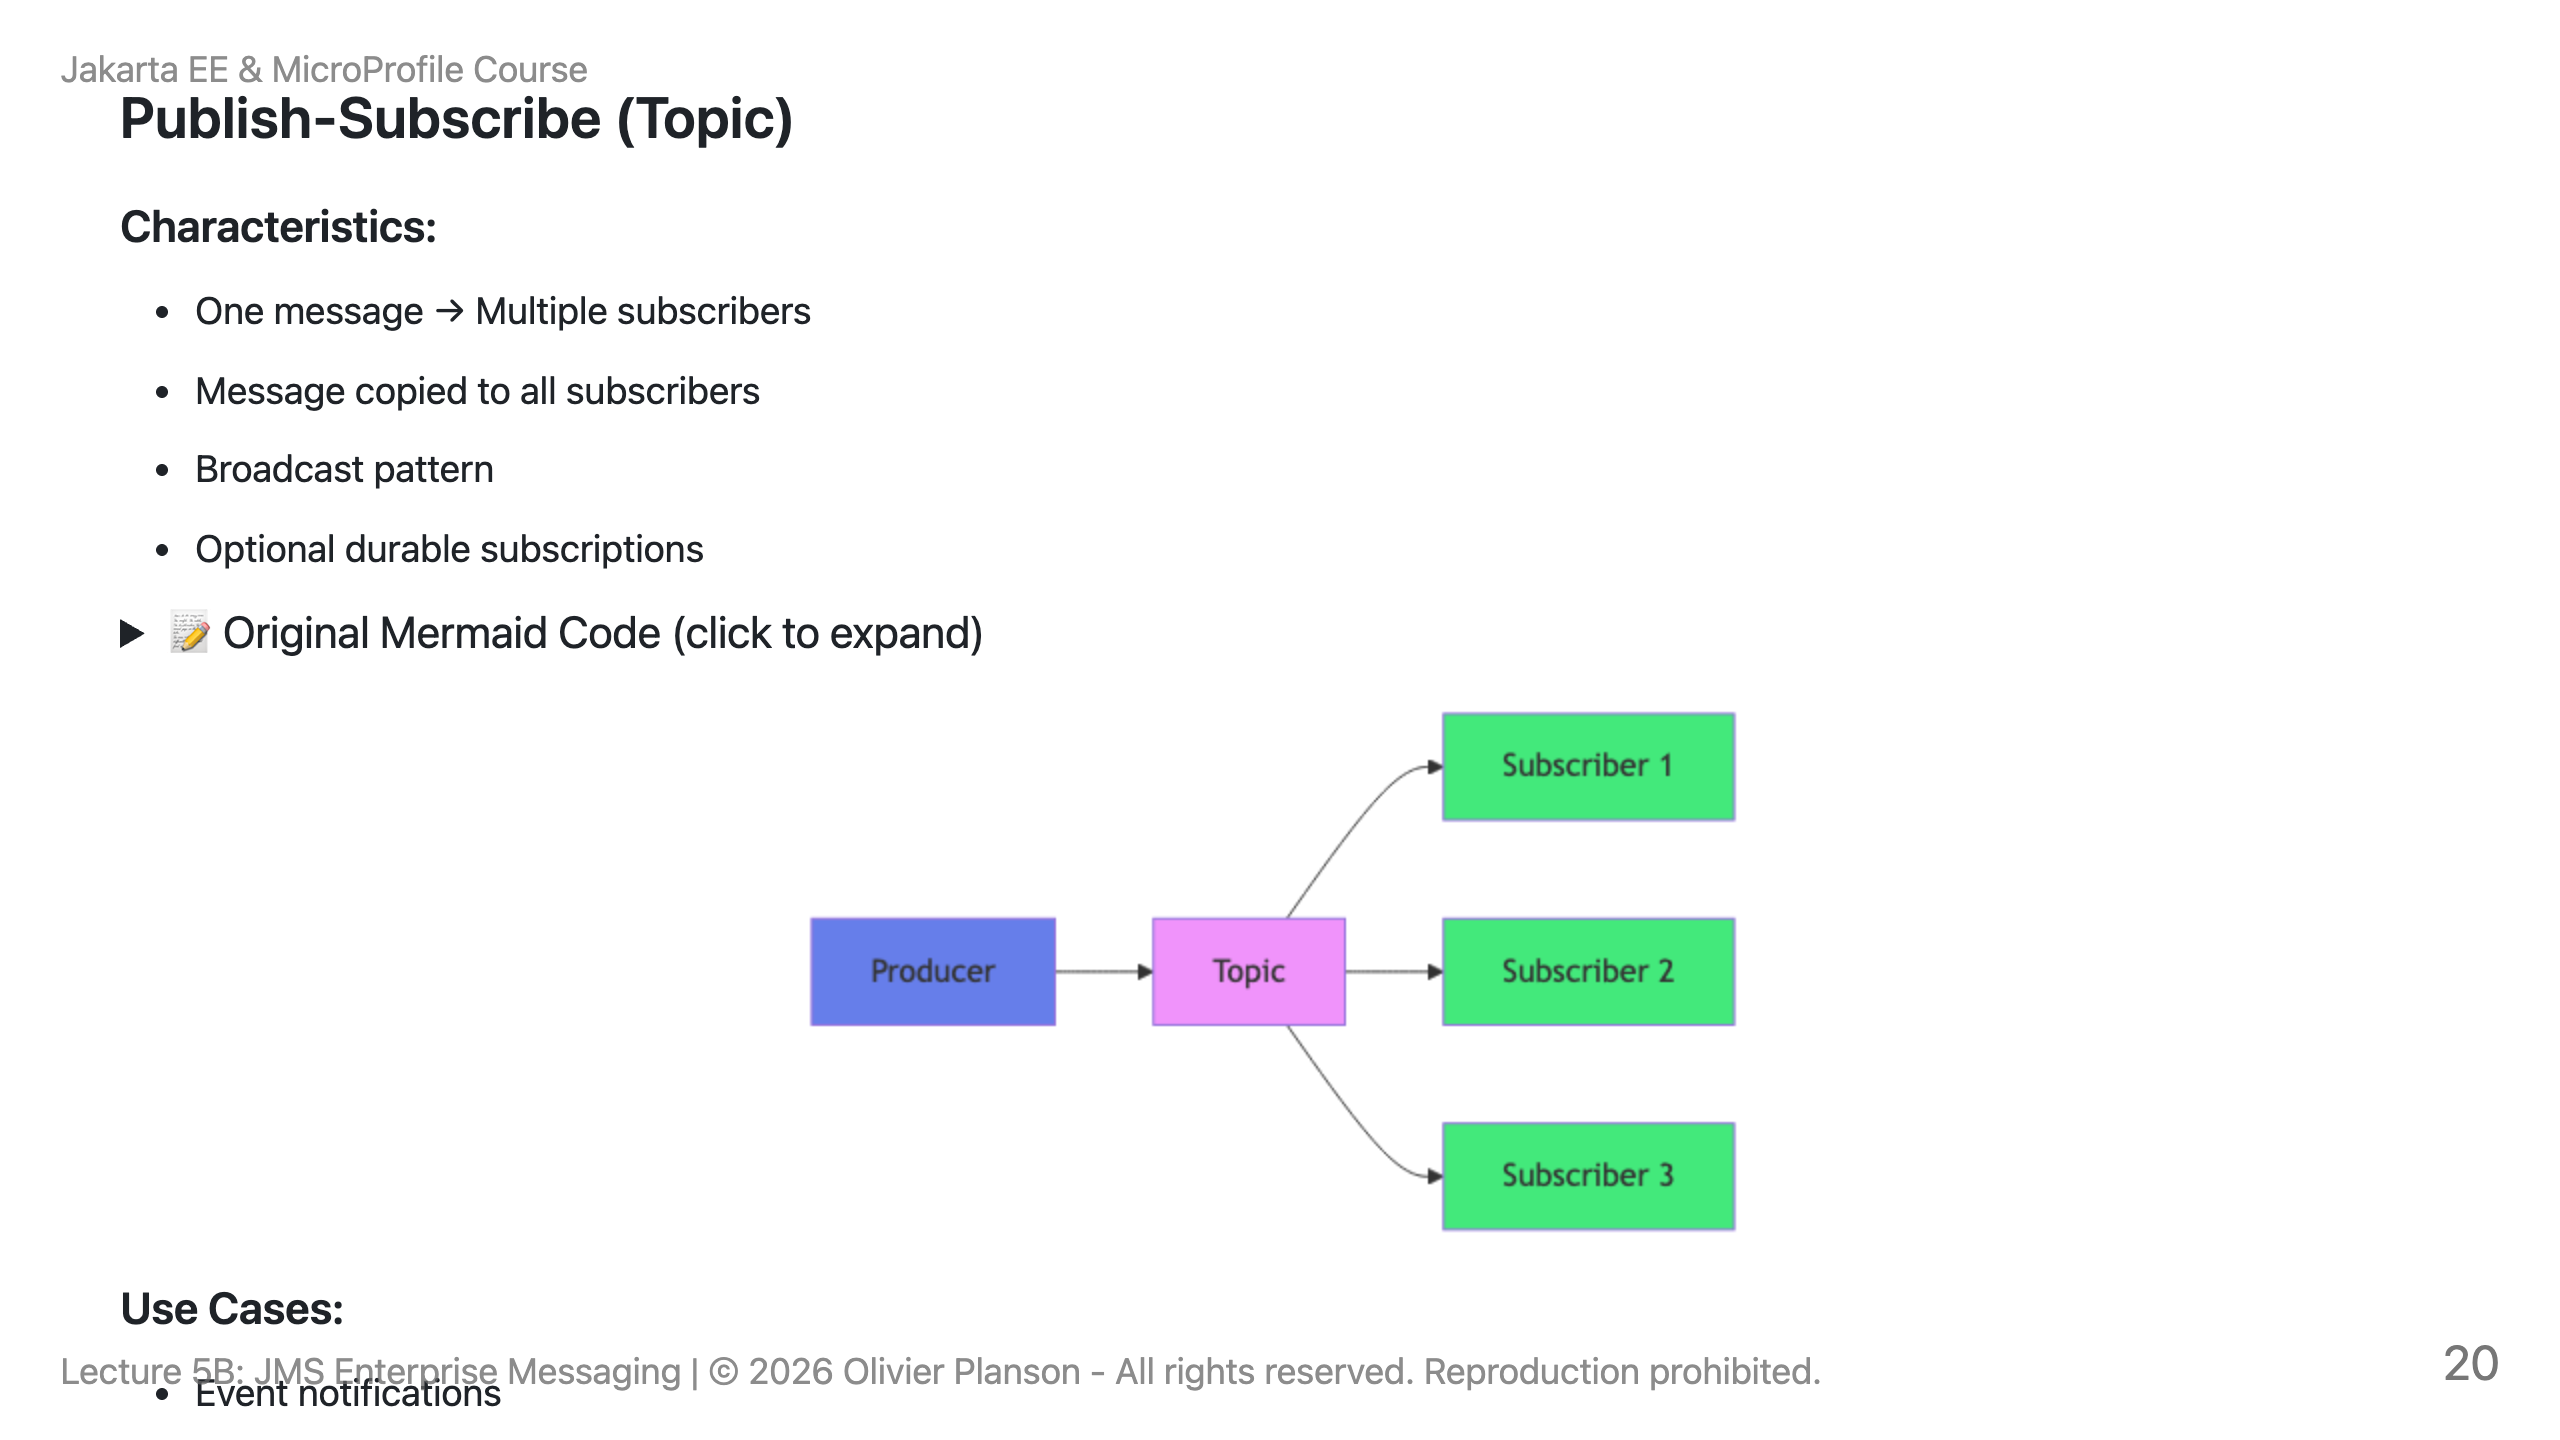 Jakarta EE & MicroProfile Course
Publish-Subscribe (Topic)
Characteristics:
• One message → Multiple subscribers
• Message copied to all subscribers
• Broadcast pattern
• Optional durable subscriptions
▶ 📝 Original Mermaid Code (click to expand)
Subscriber 1
Producer
Topic
Subscriber 2
Subscriber 3
Use Cases:
Lecture 5B: JMS Enterprise Messaging | © 2026 Olivier Planson - All rights reserved. Reproduction prohibited.
20
• Event notifications